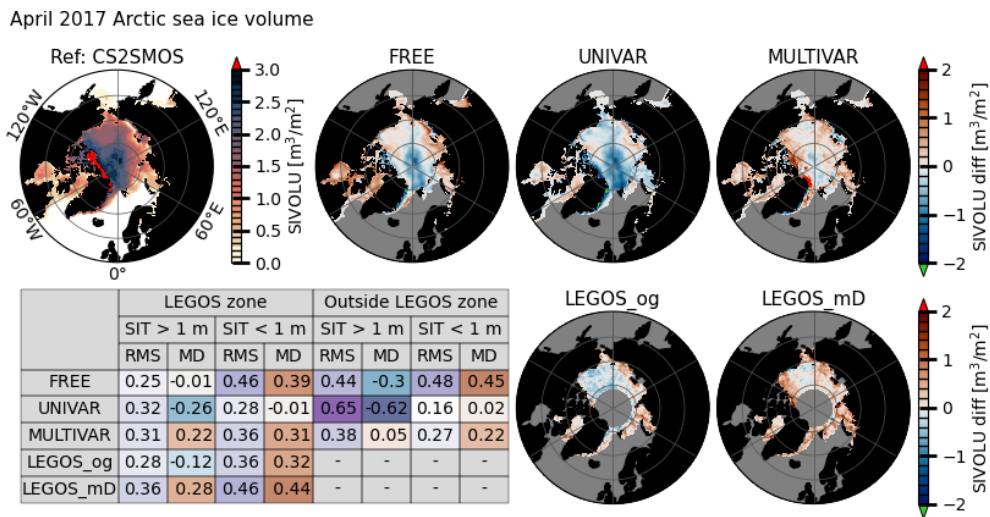 April 2017 Arctic sea ice volume
Ref: CS2SMOS
FREE
UNIVAR
MULTIVAR
120°W
120°E
60°W
60°E
0°
3.0
2.5
2.0
1.5
1.0
0.5
0.0
SIVOLU [m³/m²]
2
1
0
−1
−2
SIVOLU diff [m³/m²]
LEGOS zone Outside LEGOS zone
SIT > 1 m SIT < 1 m SIT > 1 m SIT < 1 m
RMS MD RMS MD RMS MD RMS MD
FREE 0.25 -0.01 0.46 0.39 0.44 -0.3 0.48 0.45
UNIVAR 0.32 -0.26 0.28 -0.01 0.65 -0.62 0.16 0.02
MULTIVAR 0.31 0.22 0.36 0.31 0.38 0.05 0.27 0.22
LEGOS_og 0.28 -0.12 0.36 0.32 - - - -
LEGOS_mD 0.36 0.28 0.46 0.44 - - - -
LEGOS_og
LEGOS_mD
2
1
0
−1
−2
SIVOLU diff [m³/m²]